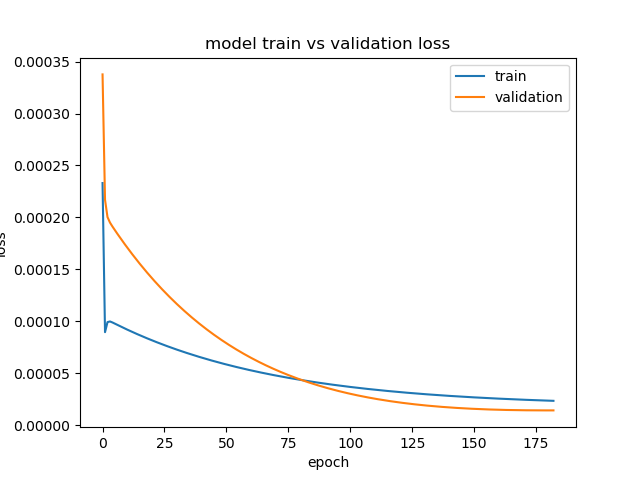 model train vs validation loss
train
validation
0.00035
0.00030
0.00025
0.00020
0.00015
0.00010
0.00005
0.00000
loss
0 25 50 75 100 125 150 175
epoch